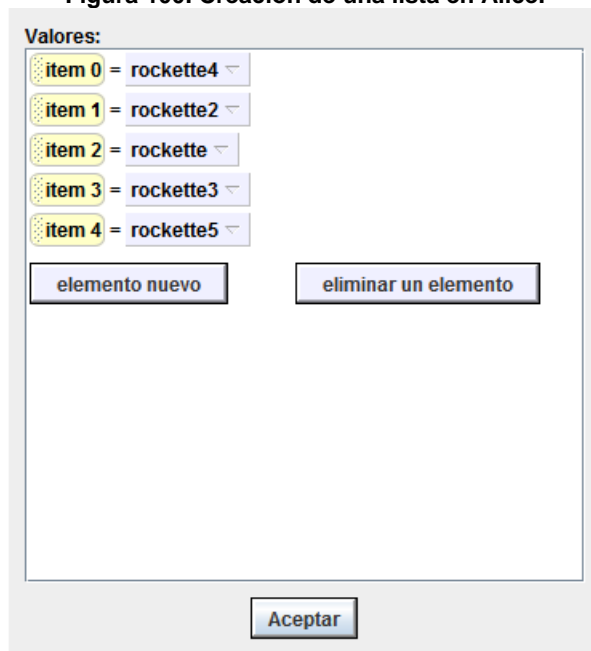 Figura 100. Creación de una lista en Alice.
Valores:
item 0 = rockette4
item 1 = rockette2
item 2 = rockette
item 3 = rockette3
item 4 = rockette5
elemento nuevo eliminar un elemento
Aceptar